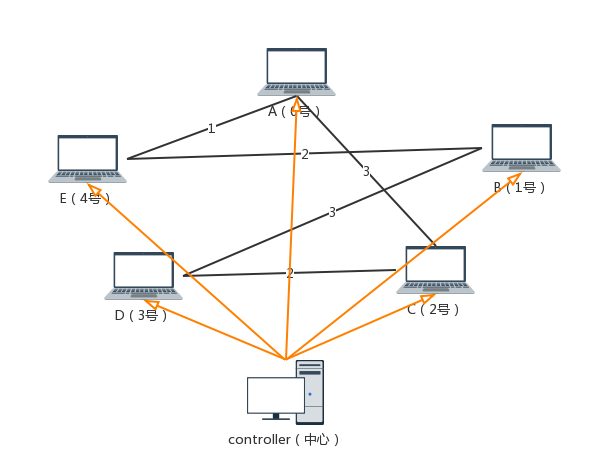 A ( 0号 )
1
2
B ( 1号 )
3
E ( 4号 )
3
2
C ( 2号 )
D ( 3号 )
controller ( 中心 )